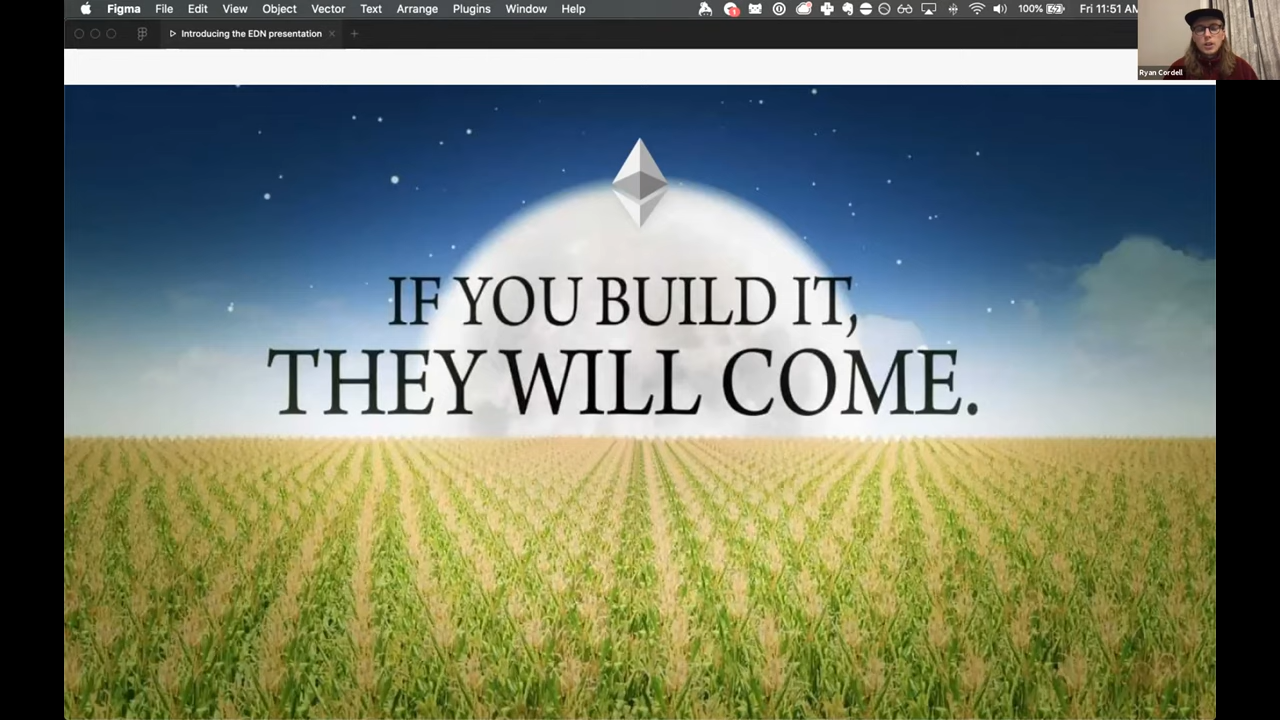 Figma File Edit View Object Vector Text Arrange Plugins Window Help 100% Fri 11:51 AM
Introducing the EDN presentation
Ryan Cordell
IF YOU BUILD IT,
THEY WILL COME.